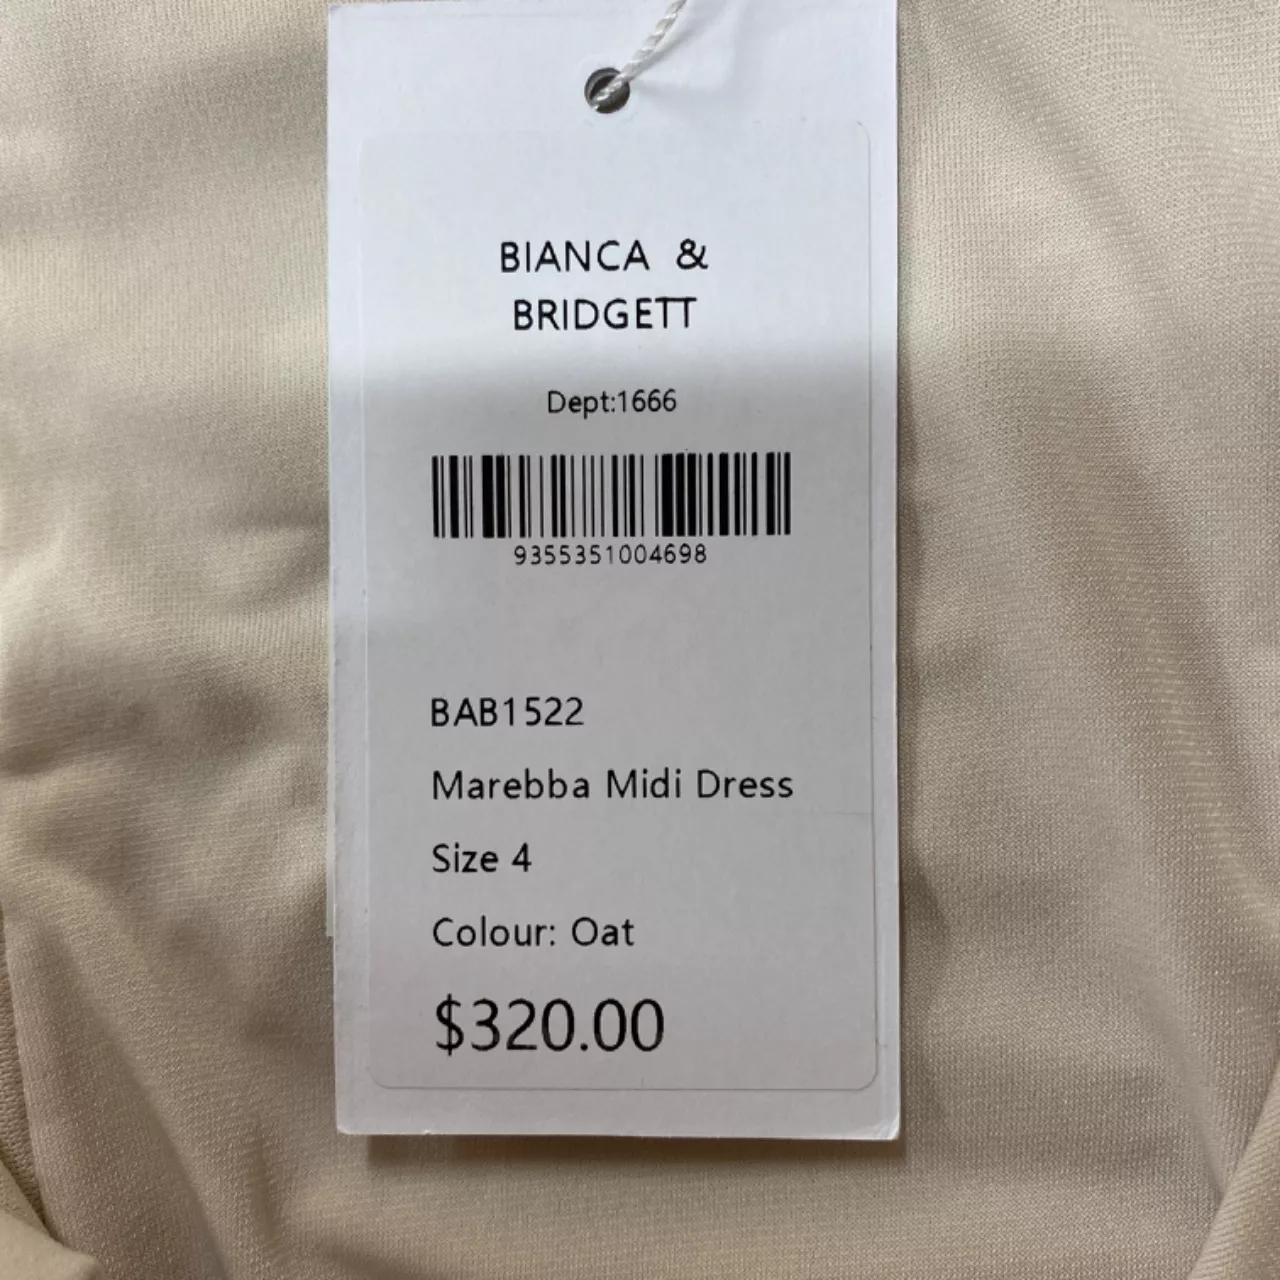 BIANCA &
BRIDGETT
Dept:1666
9355351004698
BAB1522
Marebba Midi Dress
Size 4
Colour: Oat
$320.00